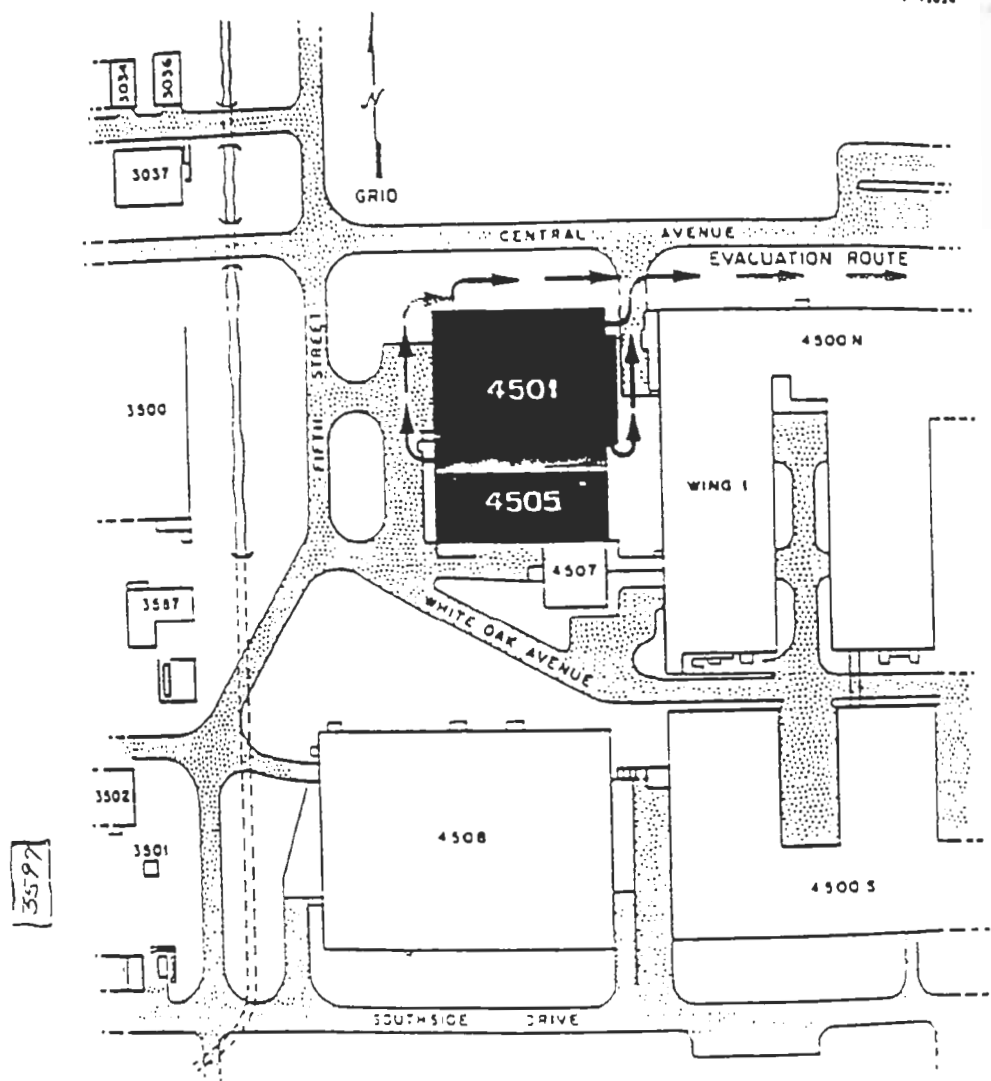 3034
3036
3037
N
GRID
CENTRAL AVENUE
EVACUATION ROUTE
4500 N
FIFTH STREET
4501
3500
WING 1
4505
4507
3587
WHITE OAK AVENUE
3502
3501
4508
3597
4500 S
SOUTHSIDE DRIVE